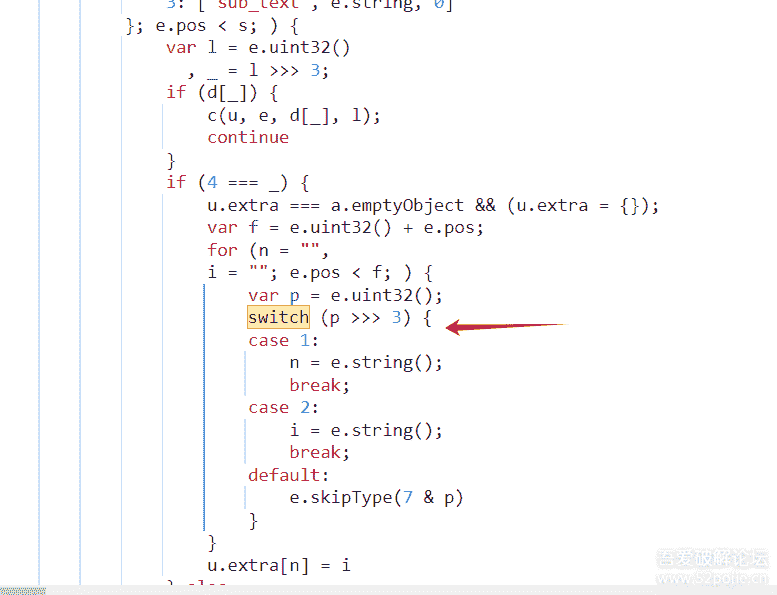 3: [ sub_text , e.string, 0]
}; e.pos < s; ) {
var l = e.uint32()
, _ = l >>> 3;
if (d[_]) {
c(u, e, d[_], l);
continue
}
if (4 === _) {
u.extra === a.emptyObject && (u.extra = {});
var f = e.uint32() + e.pos;
for (n = "",
i = ""; e.pos < f; ) {
var p = e.uint32();
switch (p >>> 3) {
case 1:
n = e.string();
break;
case 2:
i = e.string();
break;
default:
e.skipType(7 & p)
}
}
u.extra[n] = i
} else
吾爱破解论坛
www.52pojie.cn